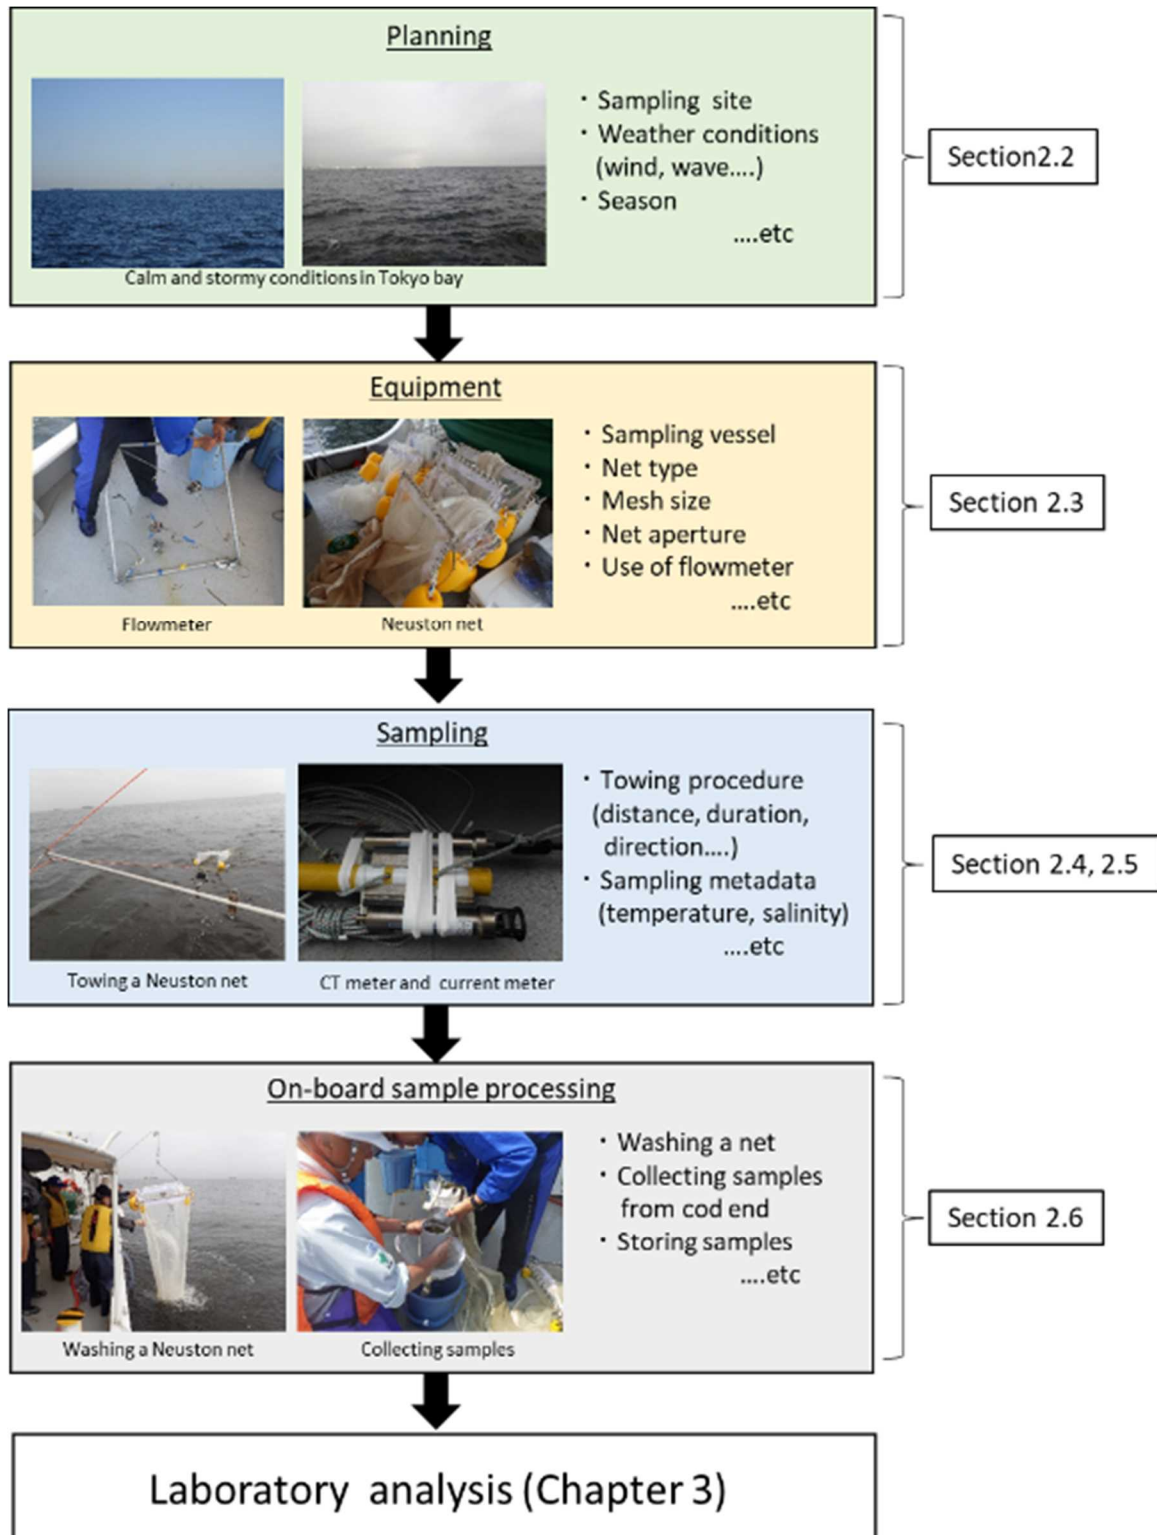 Planning
・Sampling site
・Weather conditions
(wind, wave....)
・Season
....etc
Calm and stormy conditions in Tokyo bay
Section2.2
Equipment
・Sampling vessel
・Net type
・Mesh size
・Net aperture
・Use of flowmeter
....etc
Flowmeter
Neuston net
Section 2.3
Sampling
・Towing procedure
(distance, duration,
direction....)
・Sampling metadata
(temperature, salinity)
....etc
Towing a Neuston net
CT meter and current meter
Section 2.4, 2.5
On-board sample processing
・Washing a net
・Collecting samples
from cod end
・Storing samples
....etc
Washing a Neuston net
Collecting samples
Section 2.6
Laboratory analysis (Chapter 3)